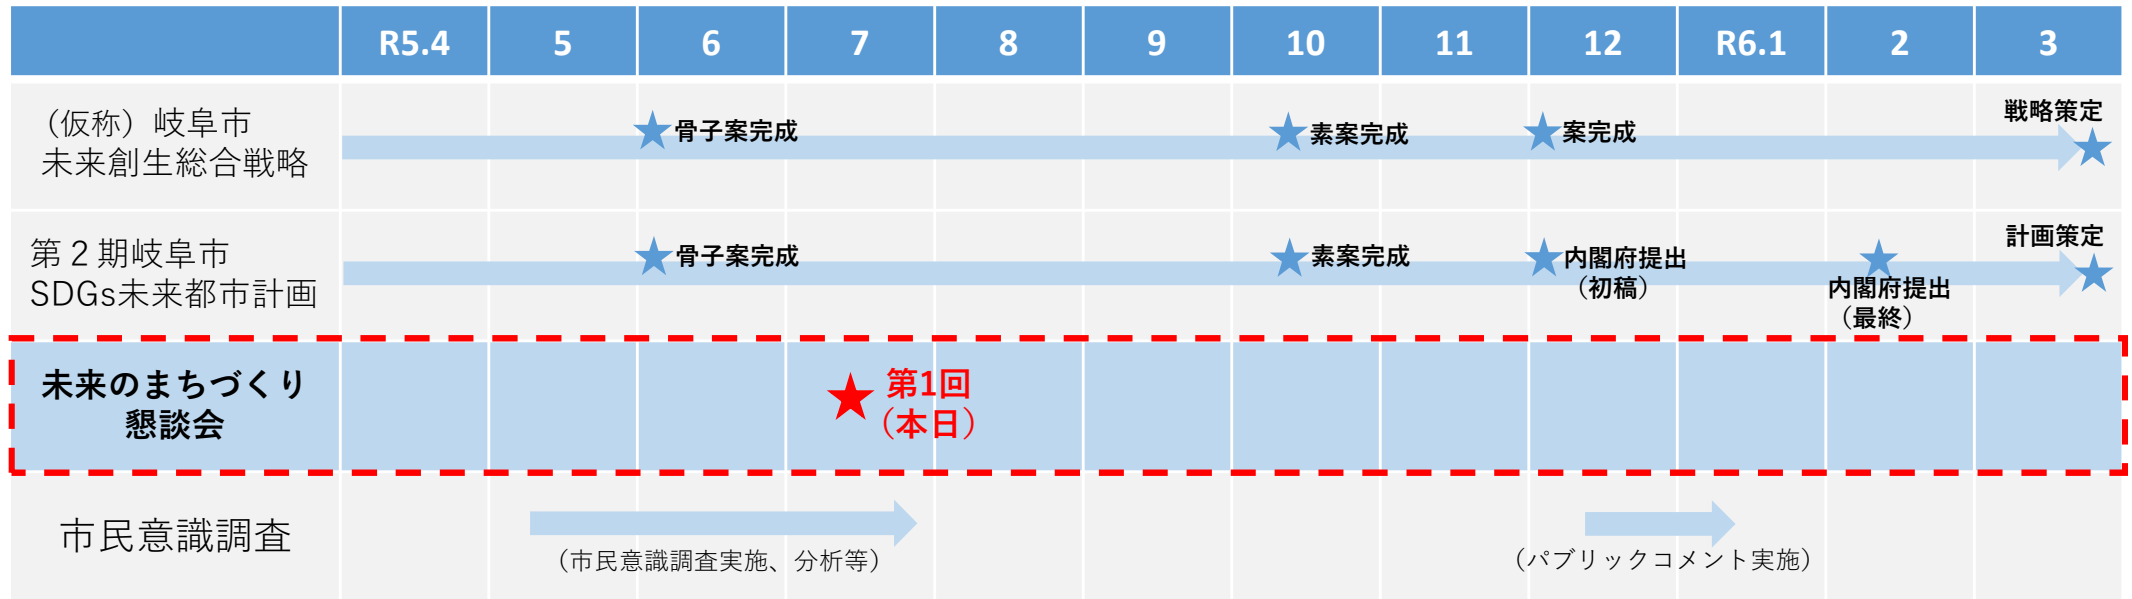 R5.4 5 6 7 8 9 10 11 12 R6.1 2 3
（仮称）岐阜市
未来創生総合戦略
骨子案完成
素案完成
案完成
戦略策定
第２期岐阜市
SDGs未来都市計画
骨子案完成
素案完成
内閣府提出
（初稿）
内閣府提出
（最終）
計画策定
未来のまちづくり
懇談会
第1回
（本日）
市民意識調査
（市民意識調査実施、分析等）
（パブリックコメント実施）